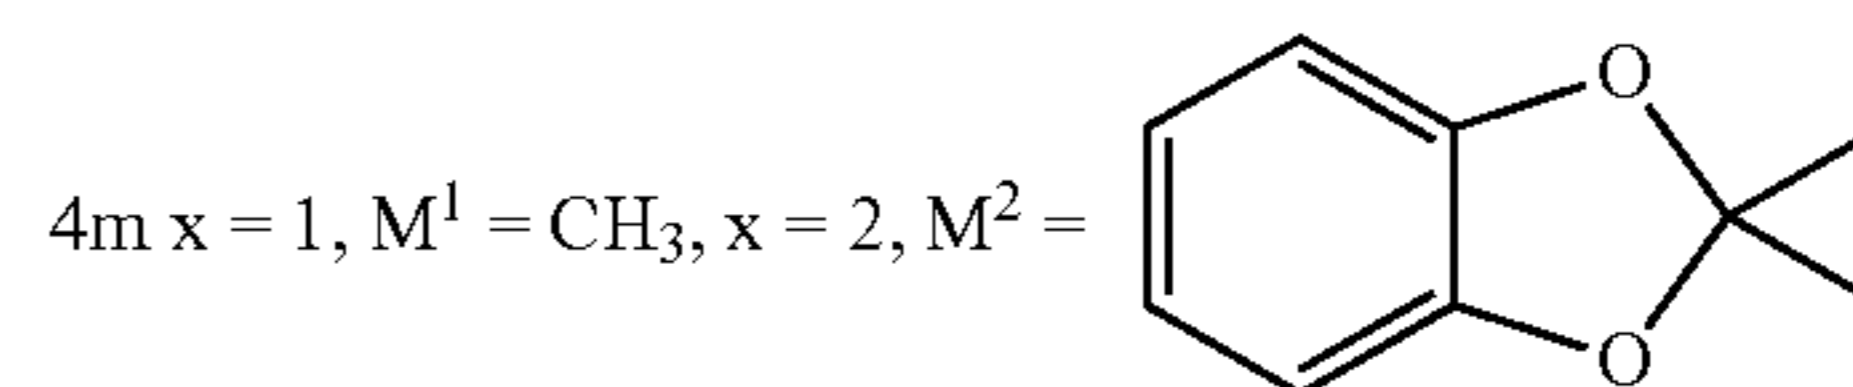 4m x = 1, M¹ = CH₃, x = 2, M² =
O
O